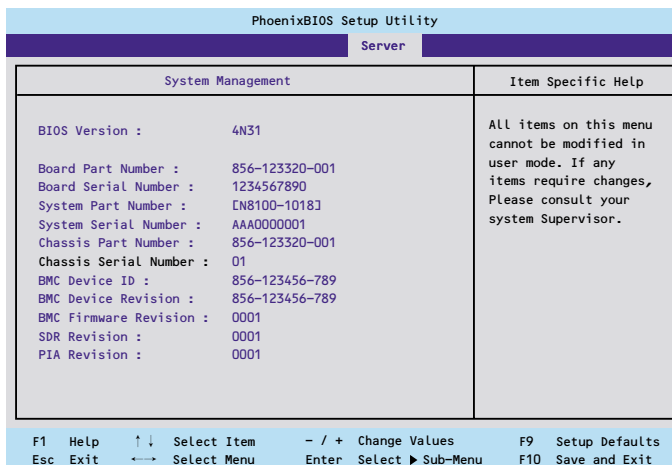 PhoenixBIOS Setup Utility
Server
System Management
Item Specific Help
BIOS Version : 4N31
Board Part Number : 856-123320-001
Board Serial Number : 1234567890
System Part Number : [N8100-1018]
System Serial Number : AAA0000001
Chassis Part Number : 856-123320-001
Chassis Serial Number : 01
BMC Device ID : 856-123456-789
BMC Device Revision : 856-123456-789
BMC Firmware Revision : 0001
SDR Revision : 0001
PIA Revision : 0001
All items on this menu
cannot be modified in
user mode. If any
items require changes,
Please consult your
system Supervisor.
F1 Help ↑↓ Select Item - / + Change Values F9 Setup Defaults
Esc Exit ←→ Select Menu Enter Select ▶ Sub-Menu F10 Save and Exit